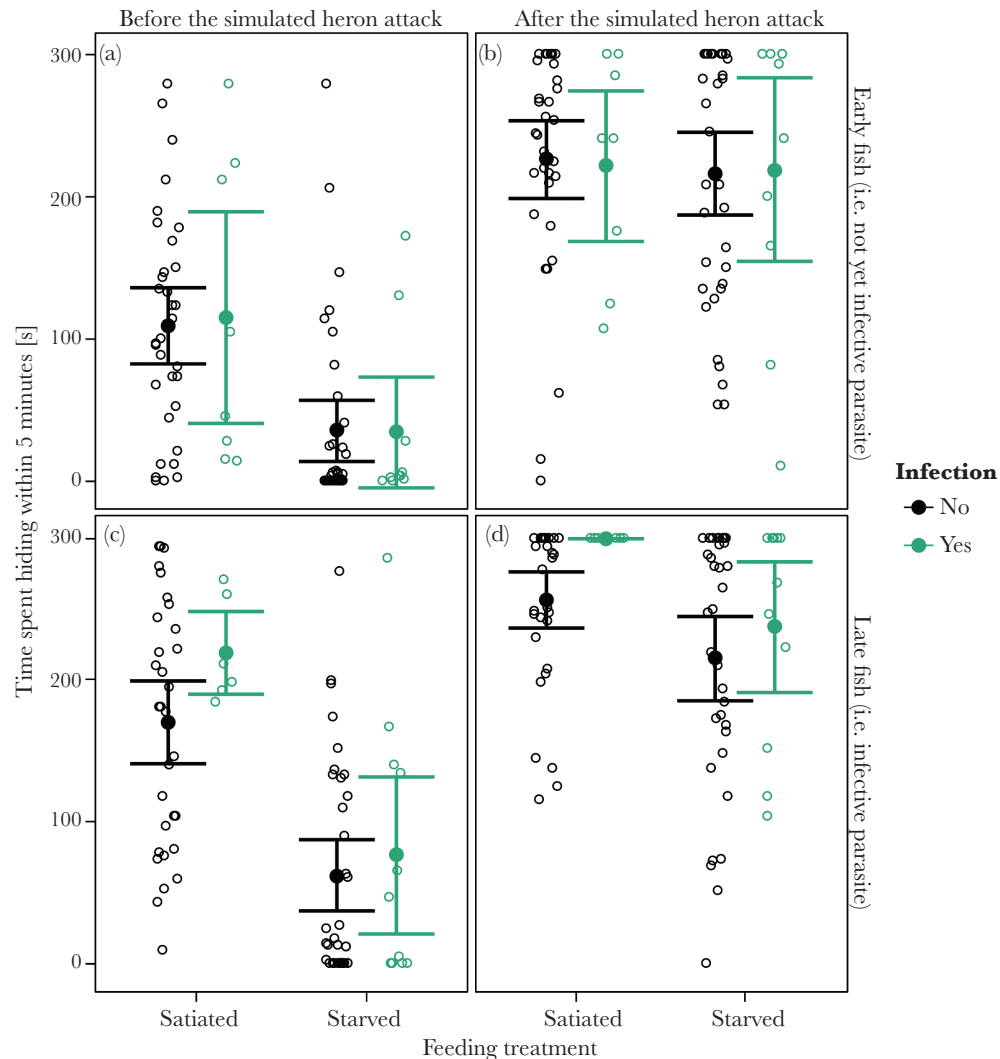 Before the simulated heron attack
After the simulated heron attack
(a)
(b)
300
200
100
0
Early fish (i.e. not yet infective parasite)
Time spent hiding within 5 minutes [s]
Infection
No
Yes
(c)
(d)
300
200
100
0
Late fish (i.e. infective parasite)
Satiated
Starved
Satiated
Starved
Feeding treatment